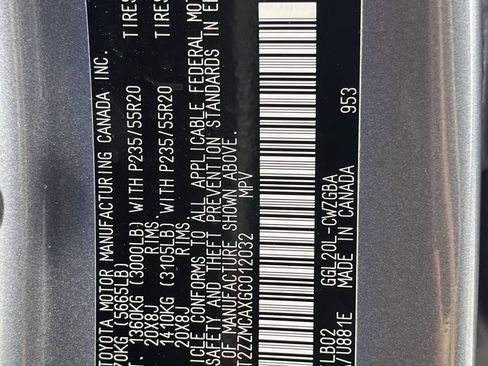 TOYOTA MOTOR MANUFACTURING CANADA INC.
70KG (5665LB)
T. 1360KG (3000LB) WITH P235/55R20 TIRES
20X8J RIMS
1410KG (3105LB) WITH P235/55R20 TIRES
20X8J RIMS
ICLE CONFORMS TO ALL APPLICABLE FEDERAL MOTOR
SAFETY AND THEFT PREVENTION STANDARDS IN E
OF MANUFACTURE SHOWN ABOVE.
T2ZZMCAXGC012032 MPV
LB02 GGL20L-CWZGBA
/U881E MADE IN CANADA 953